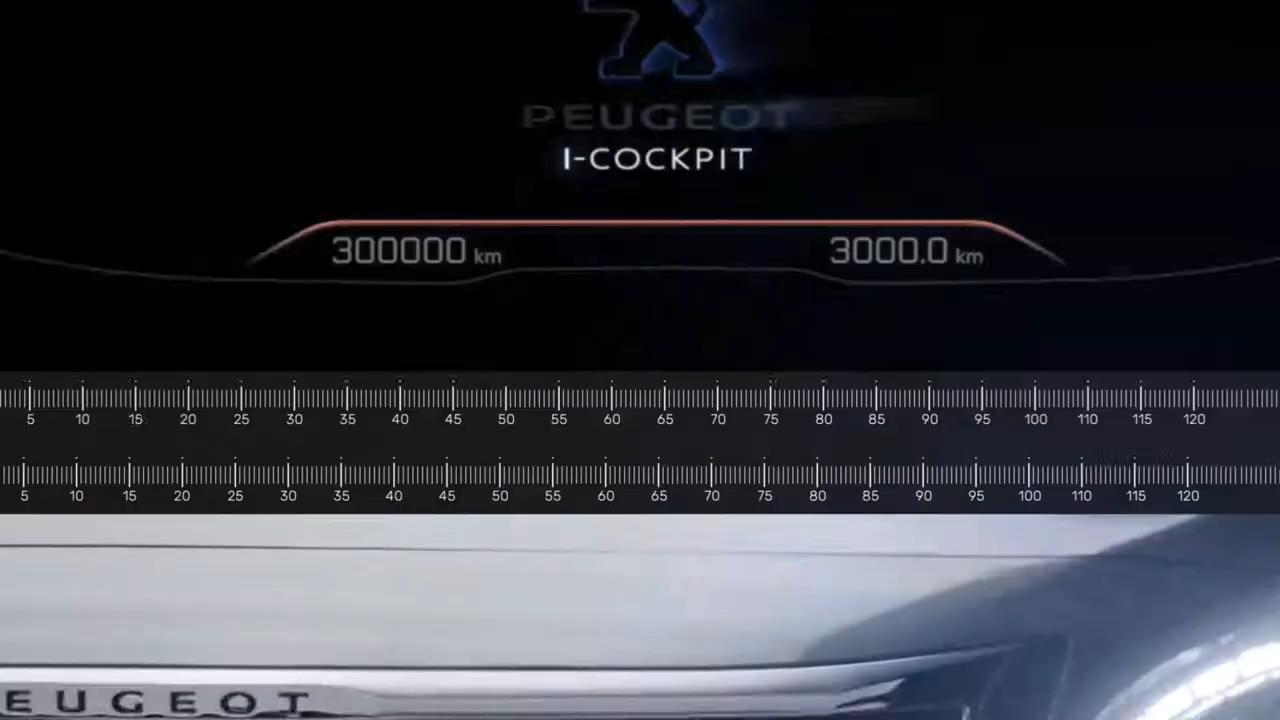 PEUGEOT
I-COCKPIT
300000 km 3000.0 km
5 10 15 20 25 30 35 40 45 50 55 60 65 70 75 80 85 90 95 100 110 115 120
5 10 15 20 25 30 35 40 45 50 55 60 65 70 75 80 85 90 95 100 110 115 120
EUGEOT